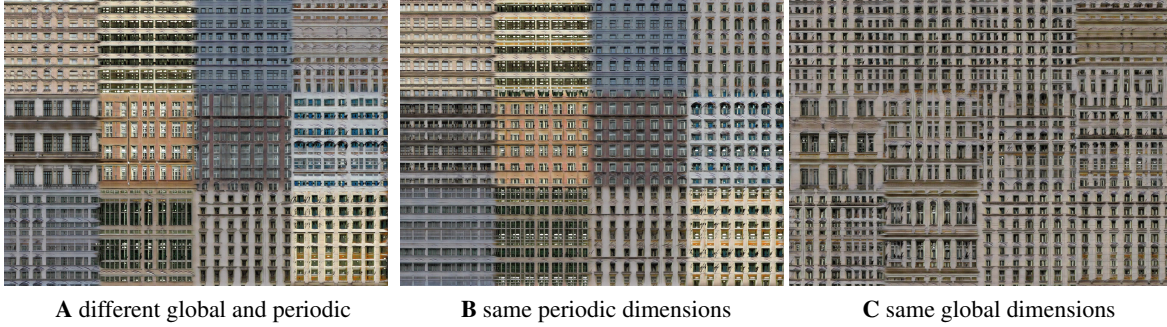 A different global and periodic
B same periodic dimensions
C same global dimensions